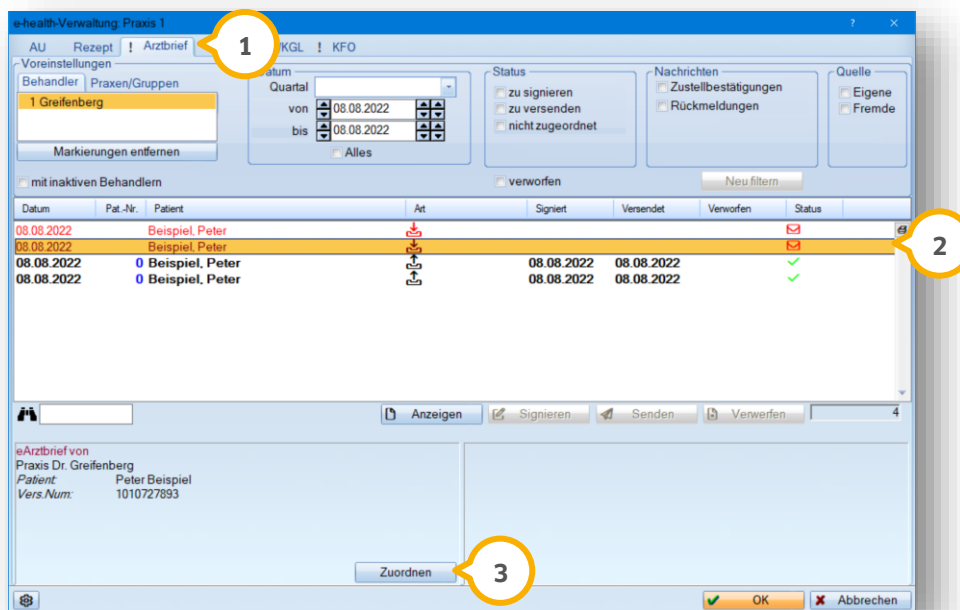 e-health-Verwaltung: Praxis 1 ? ×
AU Rezept ! Arztbrief 1 KGL ! KFO
Voreinstellungen
Behandler Praxen/Gruppen
1 Greifenberg
Markierungen entfernen
mit inaktiven Behandlern
Datum
Quartal
von 08.08.2022
bis 08.08.2022
Alles
Status
zu signieren
zu versenden
nicht zugeordnet
verworfen
Nachrichten
Zustellbestätigungen
Rückmeldungen
Quelle
Eigene
Fremde
Neu filtern
Datum Pat.-Nr. Patient Art Signiert Versendet Verworfen Status
08.08.2022 Beispiel, Peter
08.08.2022 Beispiel, Peter
2
08.08.2022 0 Beispiel, Peter 08.08.2022 08.08.2022
08.08.2022 0 Beispiel, Peter 08.08.2022 08.08.2022
Anzeigen Signieren Senden Verwerfen 4
eArztbrief von
Praxis Dr. Greifenberg
Patient: Peter Beispiel
Vers.Num: 1010727893
Zuordnen 3
OK Abbrechen